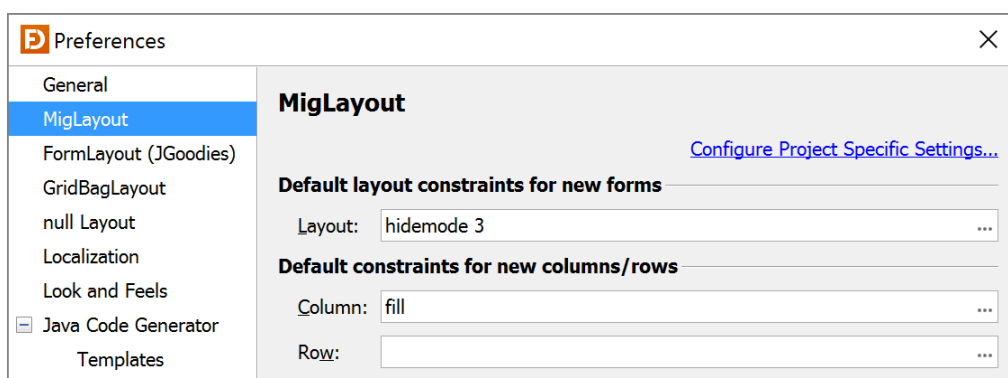 Preferences
General
MigLayout
FormLayout (JGoodies)
GridBagLayout
null Layout
Localization
Look and Feels
Java Code Generator
Templates
MigLayout
Configure Project Specific Settings...
Default layout constraints for new forms
Layout: hidemode 3 ...
Default constraints for new columns/rows
Column: fill ...
Row: ...